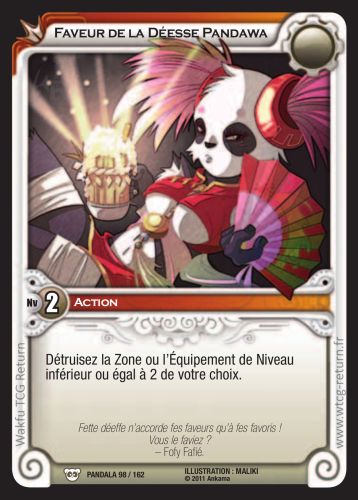 Faveur de la Déesse Pandawa
Nv 2 Action
Détruisez la Zone ou l'Équipement de Niveau
inférieur ou égal à 2 de votre choix.
Fette déeffe n'accorde fes faveurs qu'à fes favoris !
Vous le faviez ?
– Fofy Fafié.
Wakfu TCG Return
www.wtcg-return.fr
PANDALA 98 / 162
ILLUSTRATION : MALIKI
© 2011 Ankama